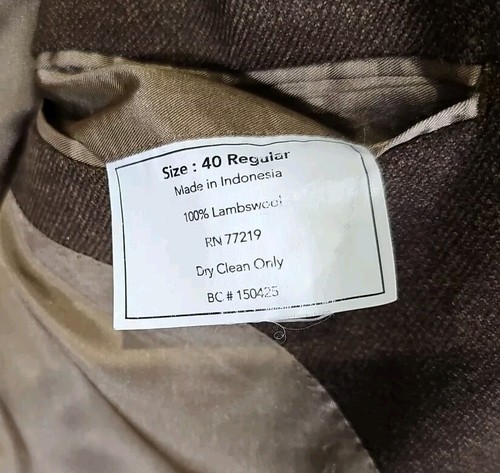 Size : 40 Regular
Made in Indonesia
100% Lambswool
RN 77219
Dry Clean Only
BC # 150425